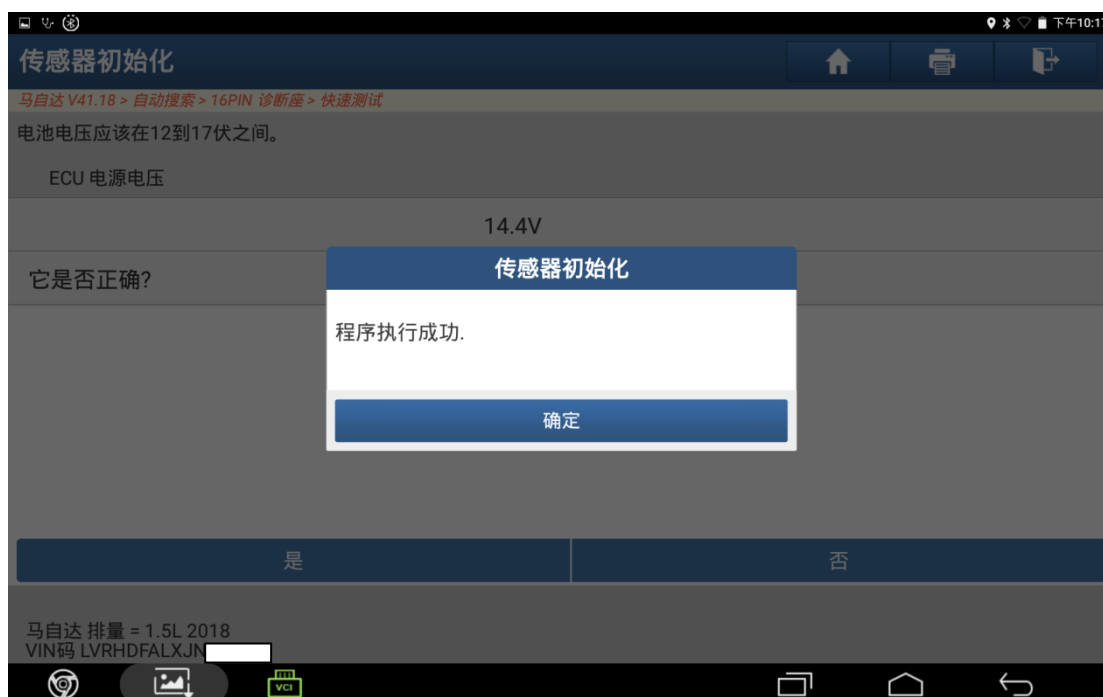 下午10:17
传感器初始化
马自达 V41.18 > 自动搜索 > 16PIN 诊断座 > 快速测试
电池电压应该在12到17伏之间。
ECU 电源电压
14.4V
它是否正确?
传感器初始化
程序执行成功.
确定
是
否
马自达 排量 = 1.5L 2018
VIN码 LVRHDFALXJN
VCI